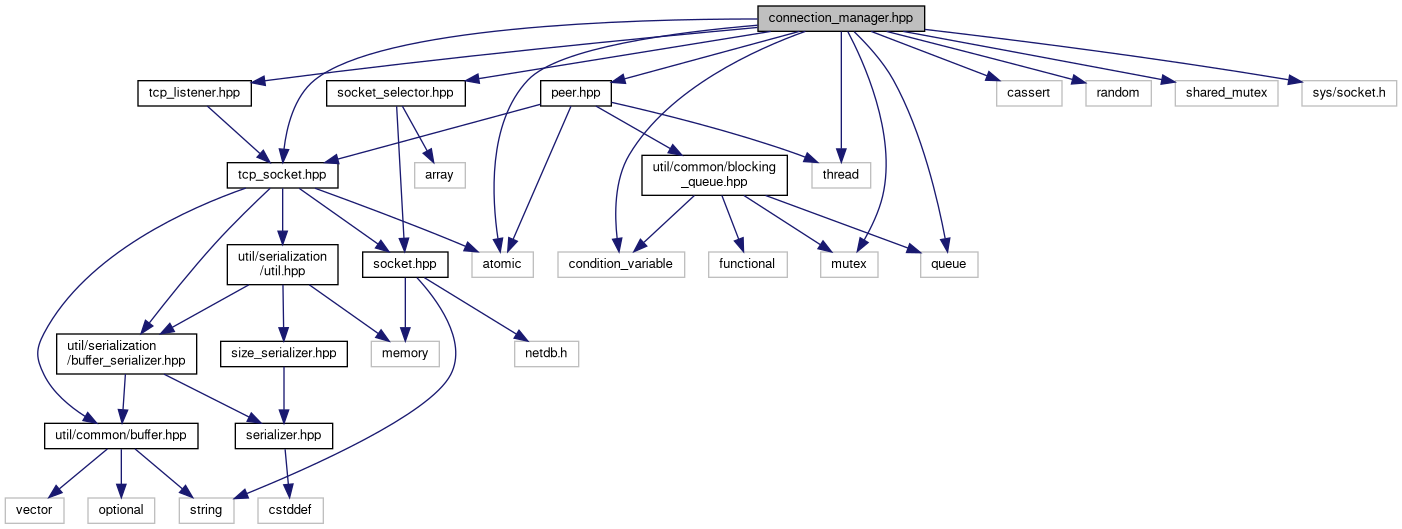 connection_manager.hpp
tcp_listener.hpp
socket_selector.hpp
peer.hpp
cassert
random
shared_mutex
sys/socket.h
tcp_socket.hpp
array
util/common/blocking
_queue.hpp
thread
util/serialization
/util.hpp
socket.hpp
atomic
condition_variable
functional
mutex
queue
util/serialization
/buffer_serializer.hpp
size_serializer.hpp
memory
netdb.h
util/common/buffer.hpp
serializer.hpp
vector
optional
string
cstddef